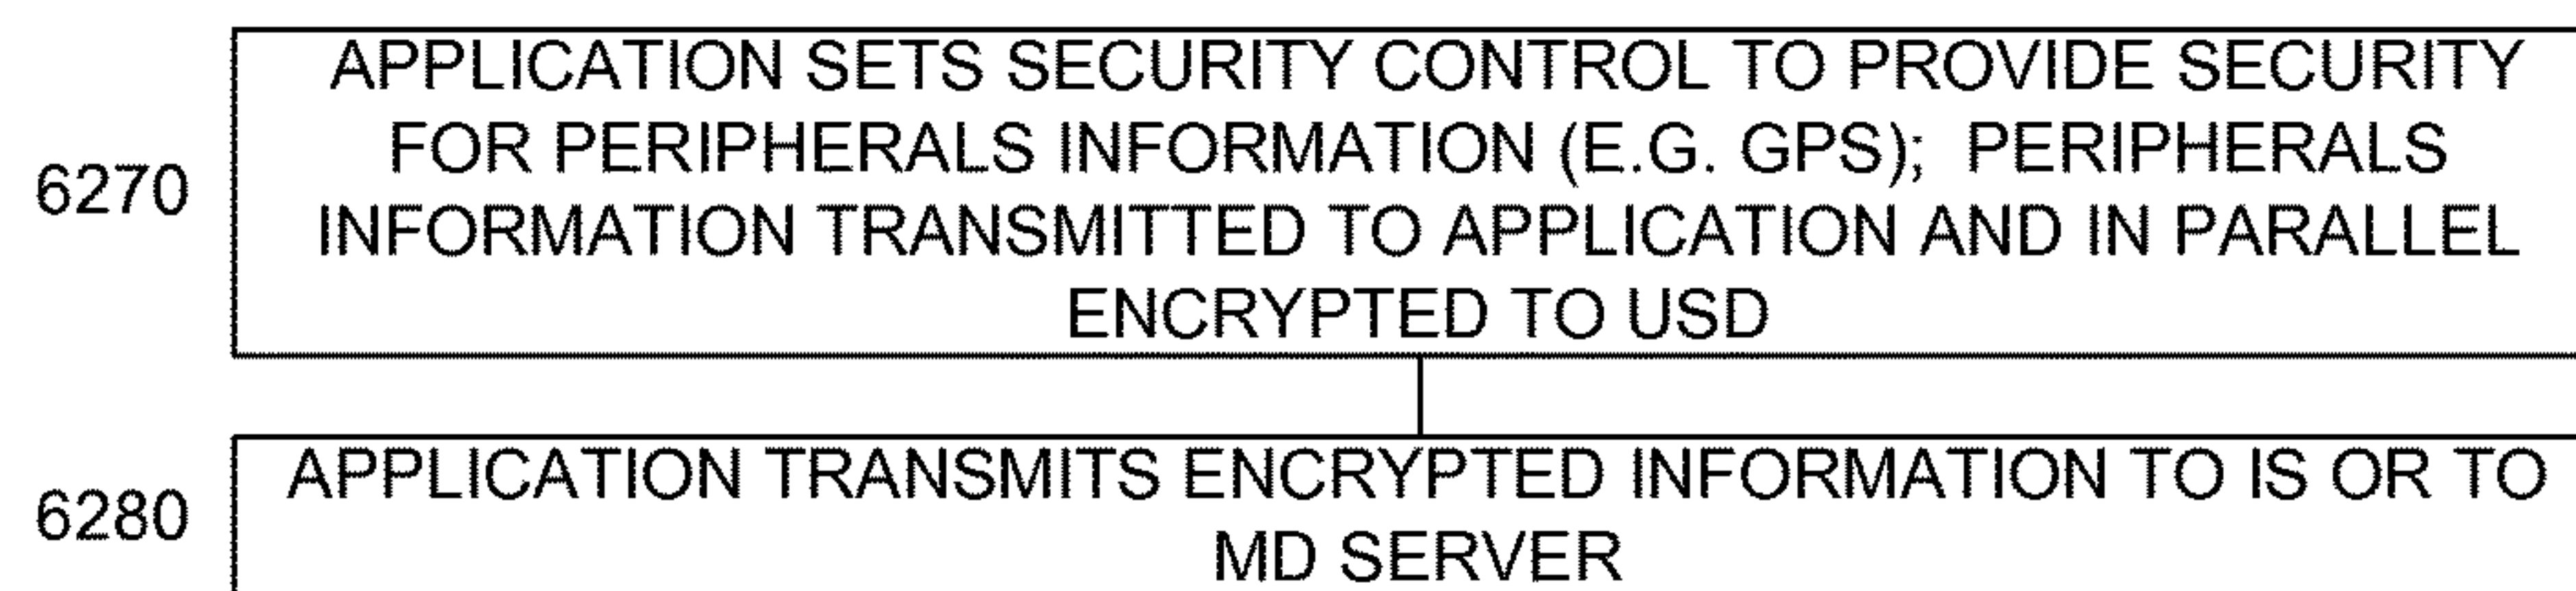 APPLICATION SETS SECURITY CONTROL TO PROVIDE SECURITY
FOR PERIPHERALS INFORMATION (E.G. GPS); PERIPHERALS
6270
INFORMATION TRANSMITTED TO APPLICATION AND IN PARALLEL
ENCRYPTED TO USD
APPLICATION TRANSMITS ENCRYPTED INFORMATION TO IS OR TO
6280
MD SERVER